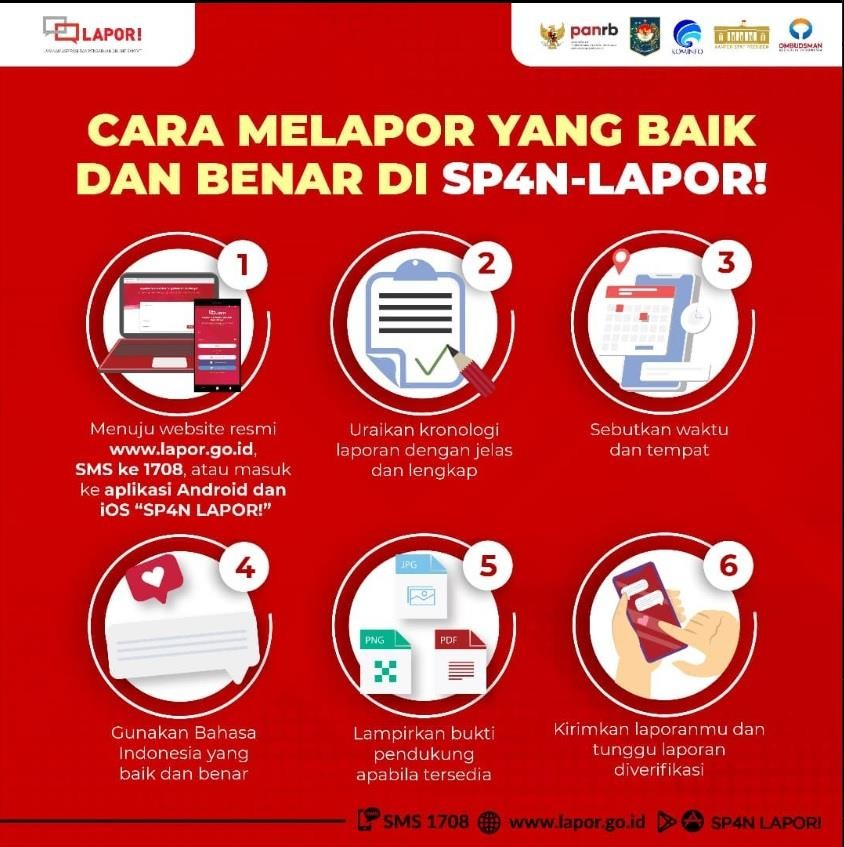 LAPOR!
panrb
KOMINFO
KANTOR STAF PRESIDEN
OMBUDSMAN
CARA MELAPOR YANG BAIK
DAN BENAR DI SP4N-LAPOR!
1
Menuju website resmi
www.lapor.go.id,
SMS ke 1708, atau masuk
ke aplikasi Android dan
iOS “SP4N LAPOR!”
2
Uraikan kronologi
laporan dengan jelas
dan lengkap
3
Sebutkan waktu
dan tempat
4
Gunakan Bahasa
Indonesia yang
baik dan benar
JPG
PNG
PDF
5
Lampirkan bukti
pendukung
apabila tersedia
6
Kirimkan laporanmu dan
tunggu laporan
diverifikasi
SMS 1708 www.lapor.go.id SP4N LAPOR!